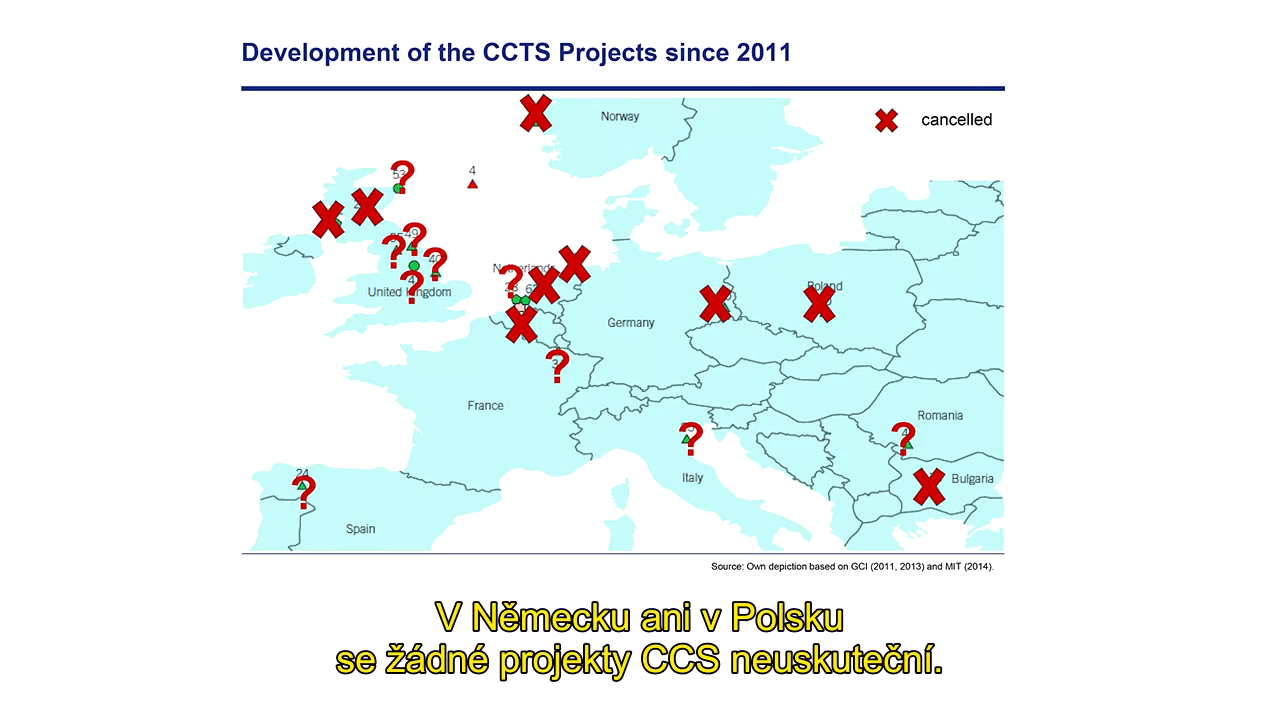 Development of the CCTS Projects since 2011
cancelled
Norway
4
?
?
?
?
?
?
United Kingdom
Netherlands
Poland
Germany
?
France
Romania
?
?
Italy
Bulgaria
24
?
Spain
Source: Own depiction based on GCI (2011, 2013) and MIT (2014).
V Německu ani v Polsku
se žádné projekty CCS neuskuteční.